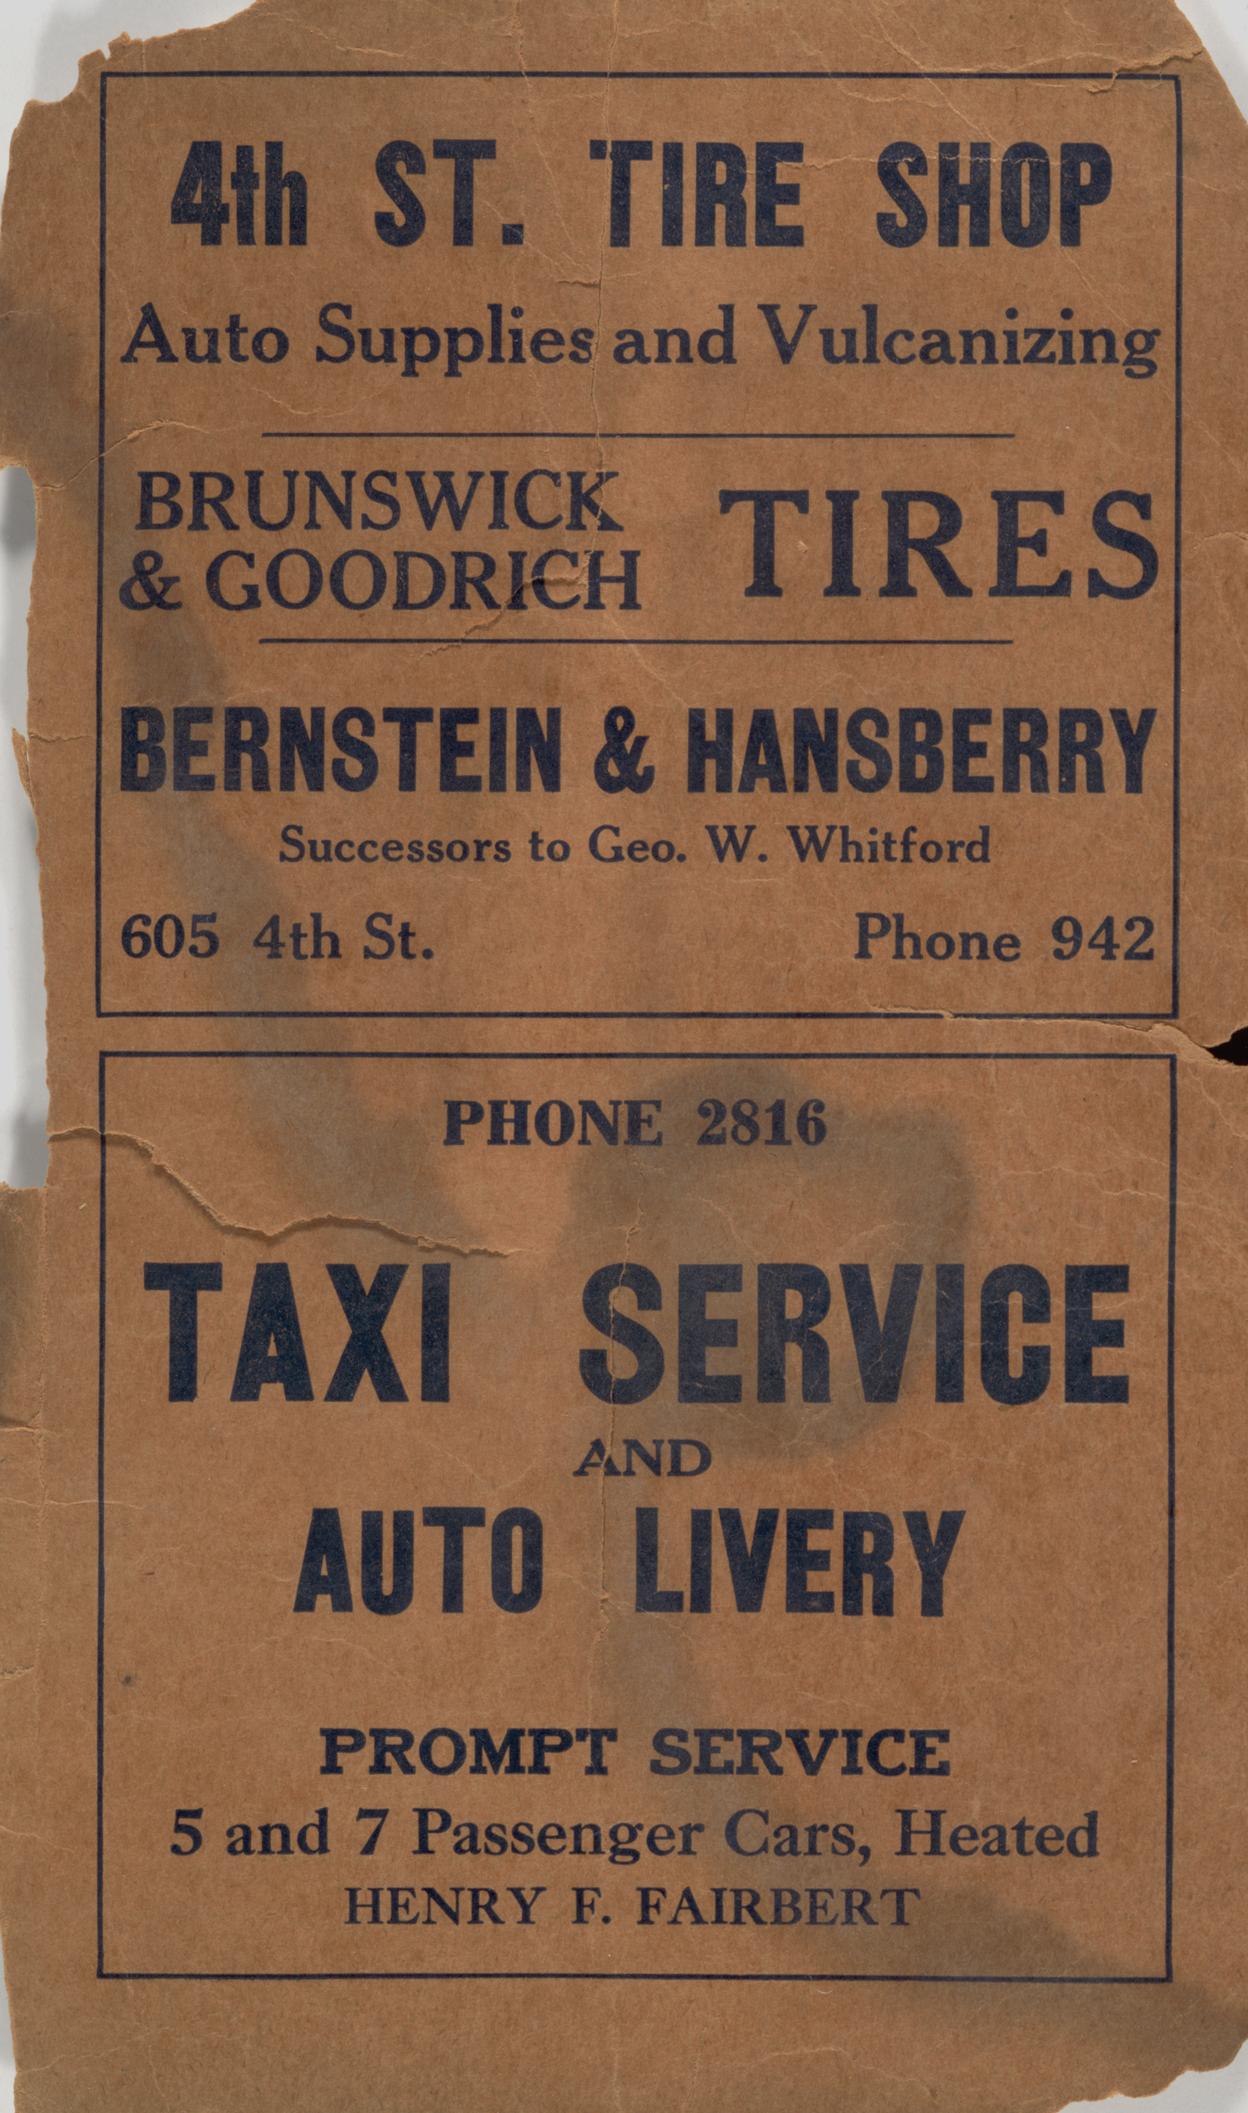 4th ST. TIRE SHOP
Auto Supplies and Vulcanizing
BRUNSWICK
& GOODRICH TIRES
BERNSTEIN & HANSBERRY
Successors to Geo. W. Whitford
605 4th St. Phone 942
PHONE 2816
TAXI SERVICE
AND
AUTO LIVERY
PROMPT SERVICE
5 and 7 Passenger Cars, Heated
HENRY F. FAIRBERT